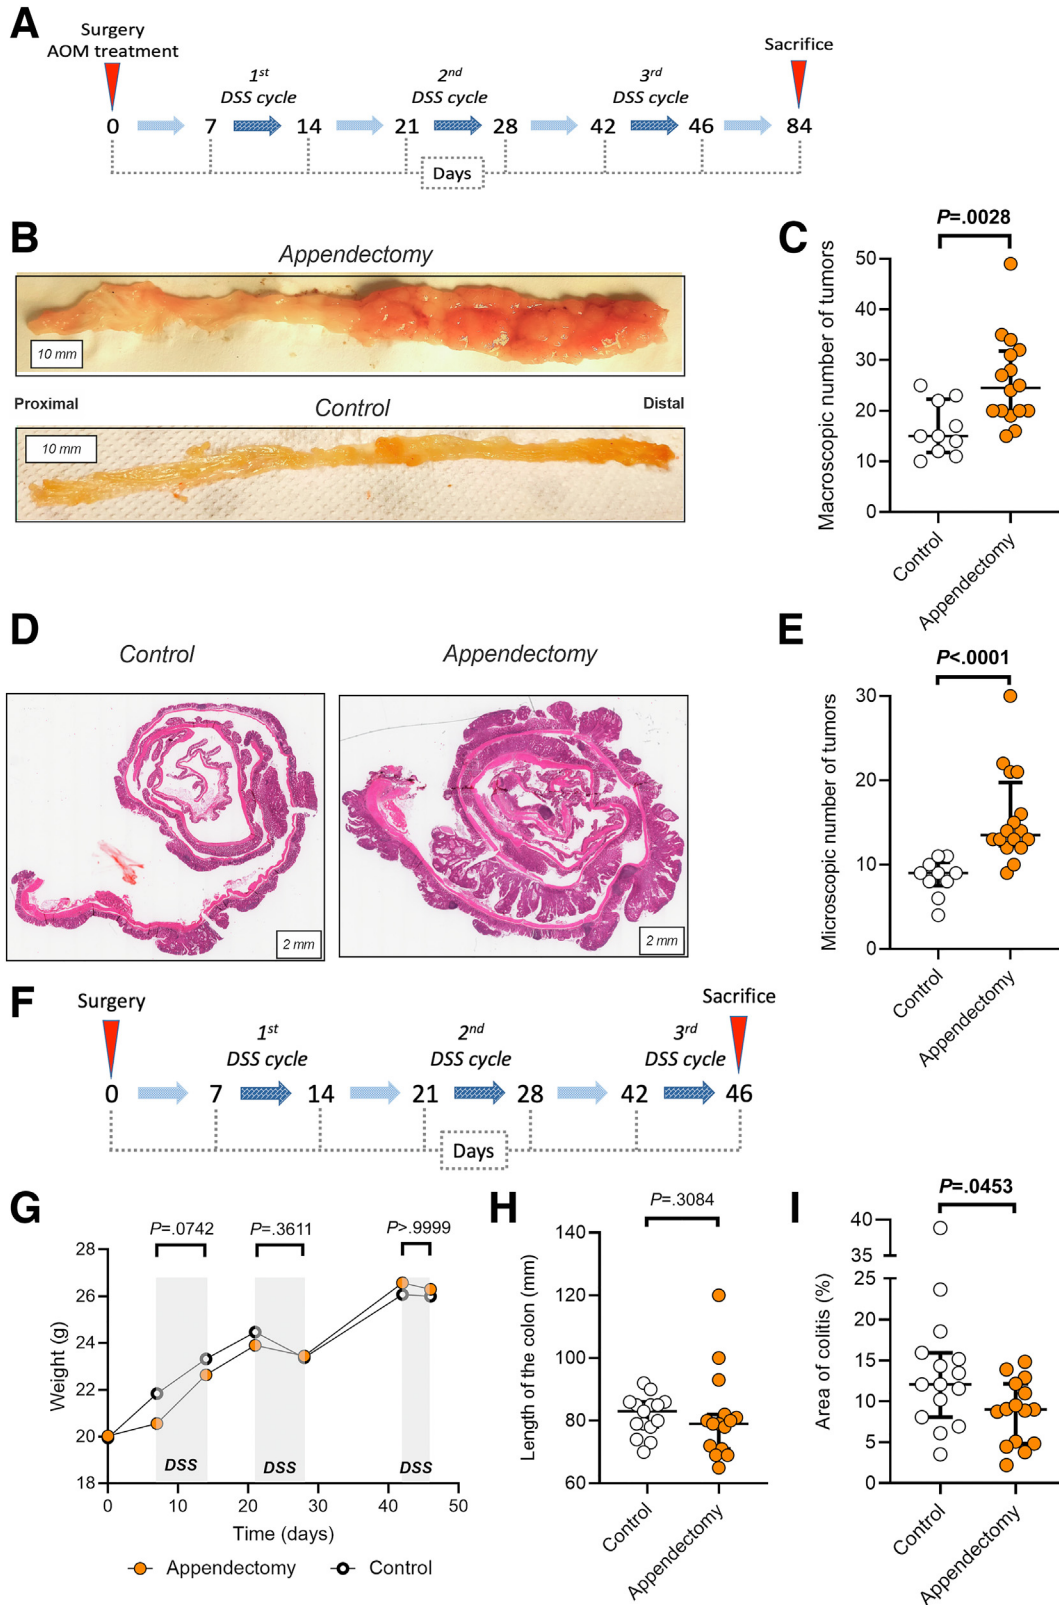 A
Surgery
AOM treatment
Sacrifice
1st
DSS cycle
2nd
DSS cycle
3rd
DSS cycle
0 7 14 21 28 42 46 84
Days
B
Appendectomy
10 mm
Proximal
Control
Distal
10 mm
C
P=.0028
Macroscopic number of tumors
50
40
30
20
10
0
Control
Appendectomy
D
Control
Appendectomy
2 mm
2 mm
E
P<.0001
Microscopic number of tumors
30
20
10
0
Control
Appendectomy
F
Surgery
Sacrifice
1st
DSS cycle
2nd
DSS cycle
3rd
DSS cycle
0 7 14 21 28 42 46
Days
G
P=.0742
P=.3611
P>.9999
Weight (g)
28
26
24
22
20
18
DSS
DSS
DSS
0 10 20 30 40 50
Time (days)
Appendectomy
Control
H
P=.3084
Length of the colon (mm)
140
120
100
80
60
Control
Appendectomy
I
P=.0453
Area of colitis (%)
40
35
25
20
15
10
5
0
Control
Appendectomy